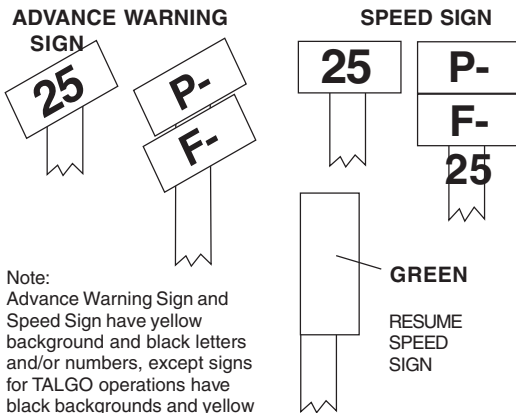 ADVANCE WARNING
SIGN
25
P-
F-
SPEED SIGN
25
P-
F-
25
GREEN
RESUME
SPEED
SIGN
Note:
Advance Warning Sign and
Speed Sign have yellow
background and black letters
and/or numbers, except signs
for TALGO operations have
black backgrounds and yellow